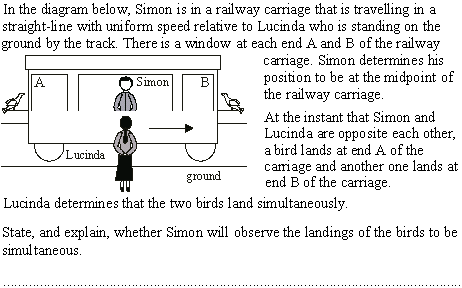 In the diagram below, Simon is in a railway carriage that is travelling in a
straight-line with uniform speed relative to Lucinda who is standing on the
ground by the track. There is a window at each end A and B of the railway
carriage. Simon determines his
position to be at the midpoint of
the railway carriage.
A
Simon
B
At the instant that Simon and
Lucinda are opposite each other,
a bird lands at end A of the
carriage and another one lands at
end B of the carriage.
Lucinda
ground
Lucinda determines that the two birds land simultaneously.
State, and explain, whether Simon will observe the landings of the birds to be
simultaneous.